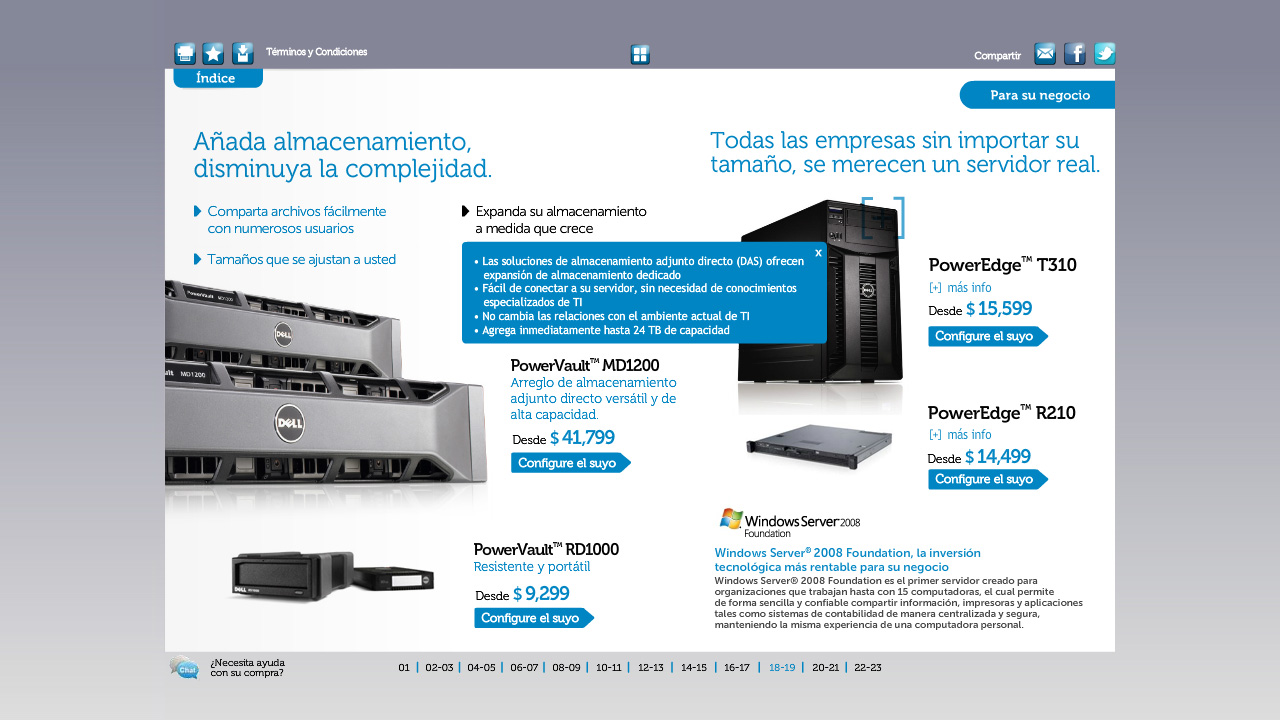 Términos y Condiciones
Compartir
Índice
Para su negocio
Añada almacenamiento,
disminuya la complejidad.
Comparta archivos fácilmente
con numerosos usuarios
Tamaños que se ajustan a usted
Expanda su almacenamiento
a medida que crece
x
• Las soluciones de almacenamiento adjunto directo (DAS) ofrecen
expansión de almacenamiento dedicado
• Fácil de conectar a su servidor, sin necesidad de conocimientos
especializados de TI
• No cambia las relaciones con el ambiente actual de TI
• Agrega inmediatamente hasta 24 TB de capacidad
PowerVault MD1200
DELL
MD1200
DELL
PowerVault™ MD1200
Arreglo de almacenamiento
adjunto directo versátil y de
alta capacidad.
Desde $ 41,799
Configure el suyo
DELL
PowerVault™ RD1000
Resistente y portátil
Desde $ 9,299
Configure el suyo
Todas las empresas sin importar su
tamaño, se merecen un servidor real.
DELL
PowerEdge™ T310
[+] más info
Desde $ 15,599
Configure el suyo
PowerEdge™ R210
[+] más info
Desde $ 14,499
Configure el suyo
Windows Server 2008
Foundation
Windows Server® 2008 Foundation, la inversión
tecnológica más rentable para su negocio
Windows Server® 2008 Foundation es el primer servidor creado para
organizaciones que trabajan hasta con 15 computadoras, el cual permite
de forma sencilla y confiable compartir información, impresoras y aplicaciones
tales como sistemas de contabilidad de manera centralizada y segura,
manteniendo la misma experiencia de una computadora personal.
Chat
¿Necesita ayuda
con su compra?
01 | 02-03 | 04-05 | 06-07 | 08-09 | 10-11 | 12-13 | 14-15 | 16-17 | 18-19 | 20-21 | 22-23